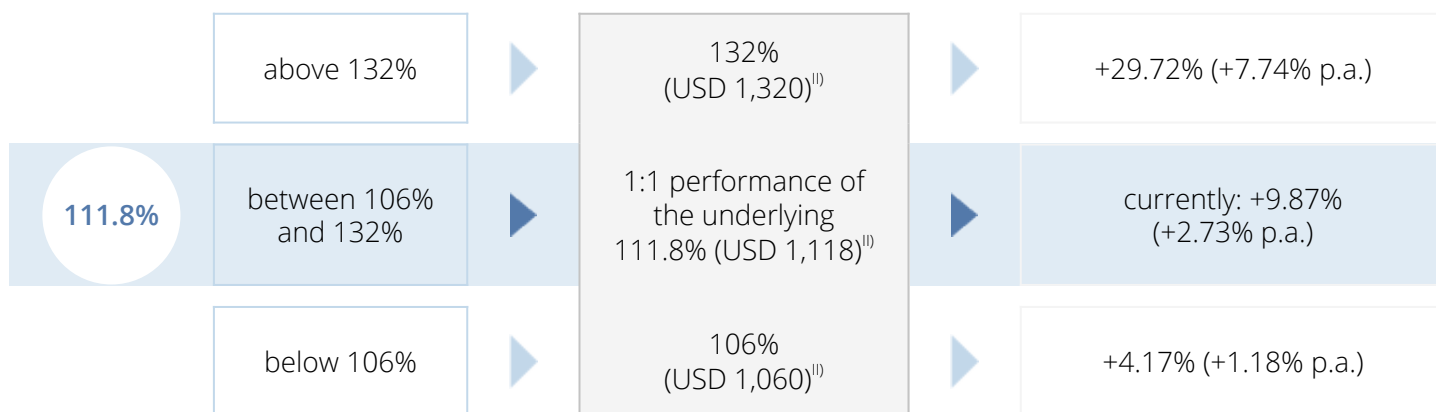 above 132%
132%
(USD 1,320)II)
+29.72% (+7.74% p.a.)
111.8%
between 106%
and 132%
1:1 performance of
the underlying
111.8% (USD 1,118)II)
currently: +9.87%
(+2.73% p.a.)
below 106%
106%
(USD 1,060)II)
+4.17% (+1.18% p.a.)